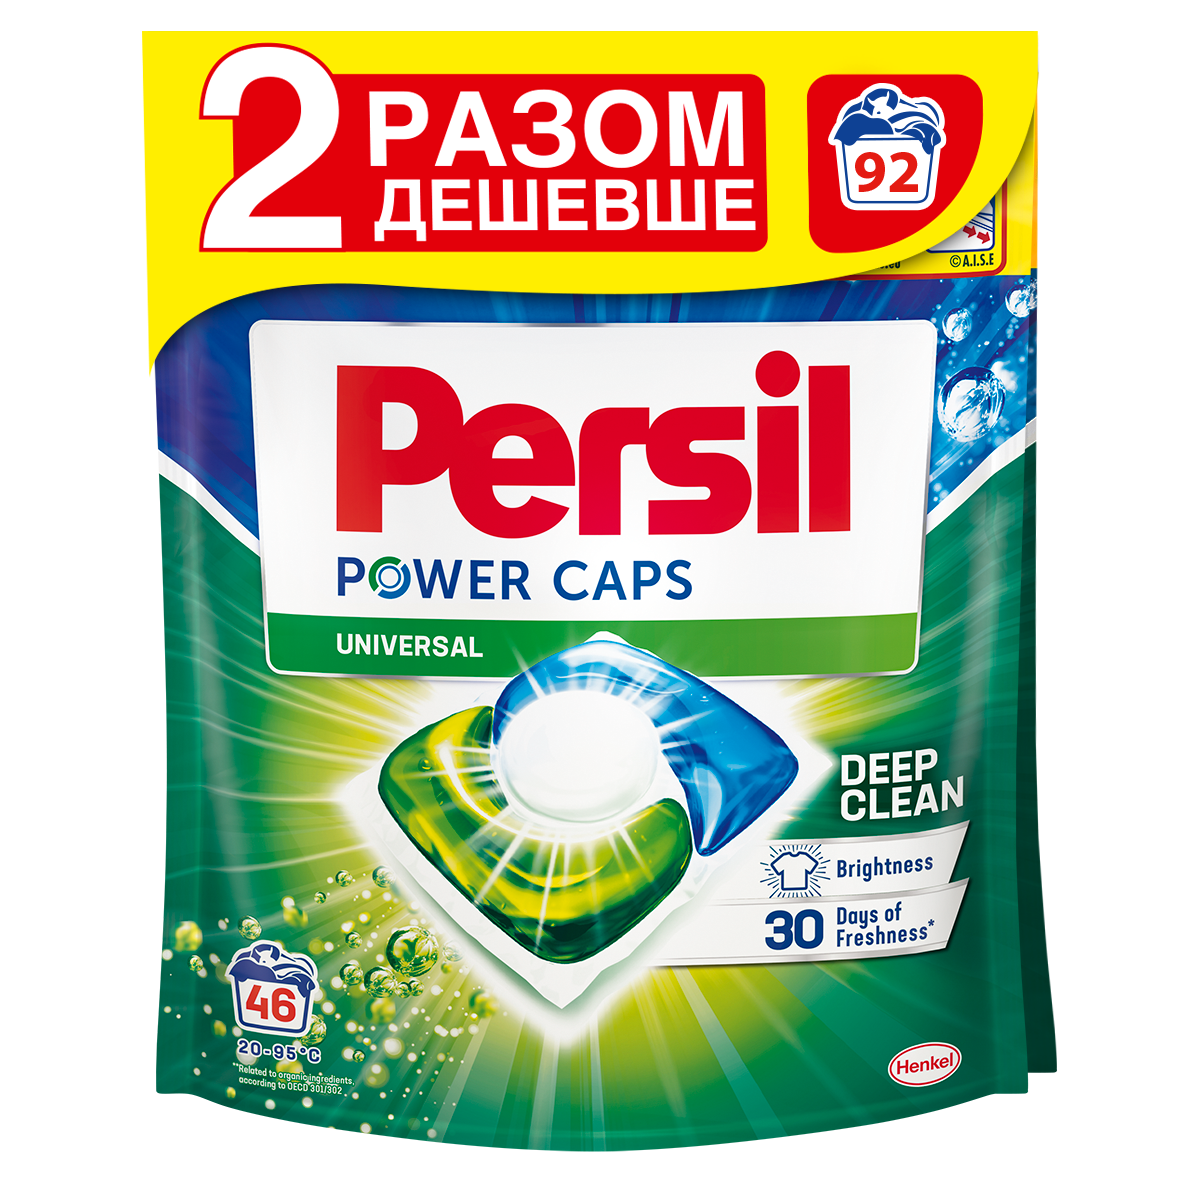 2 РАЗОМ
ДЕШЕВШЕ
92
© A.I.S.E
Persil
POWER CAPS
UNIVERSAL
DEEP
CLEAN
Brightness
30 Days of
Freshness*
46
20-95°C
**Related to organic ingredients,
according to OECD 301/302
Henkel